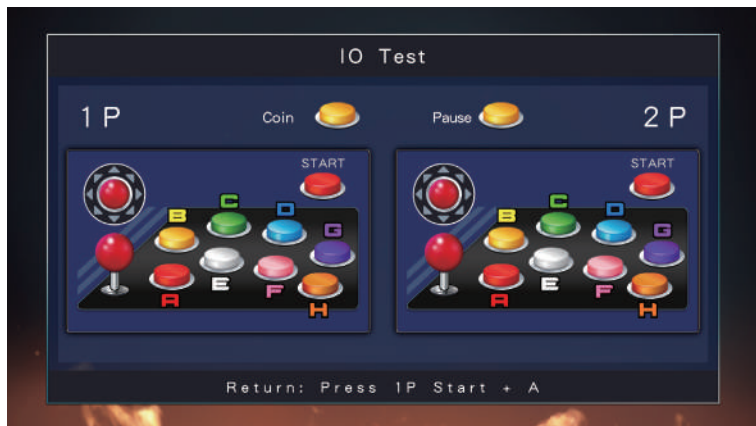 IO Test
1P Coin Pause 2P
START START
B C D G B C D G
A E F H A E F H
Return: Press 1P Start + A